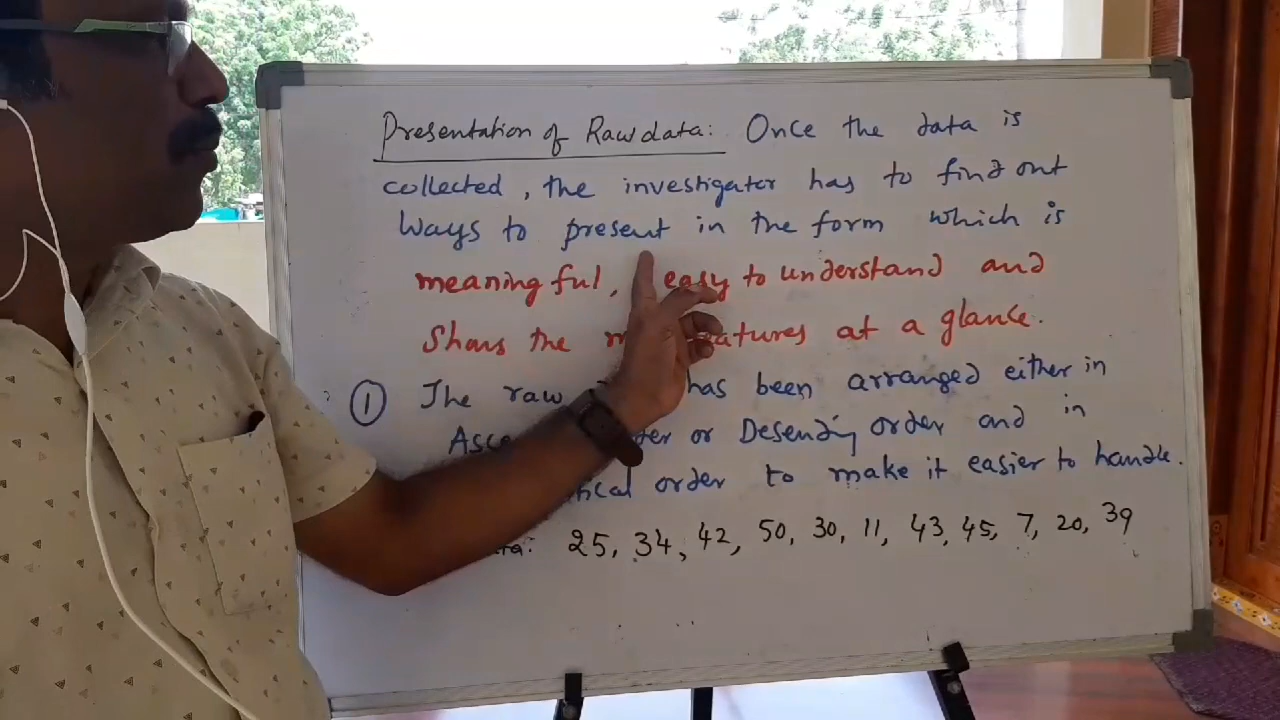 Presentation of Raw data: Once the data is
collected, the investigator has to find out
ways to present in the form which is
meaningful, easy to understand and
Shows the at a glance.
① The raw has been arranged either in
or Desending order and in
order to make it easier to handle.
25, 34, 42, 50, 30, 11, 43, 45, 7, 20, 39